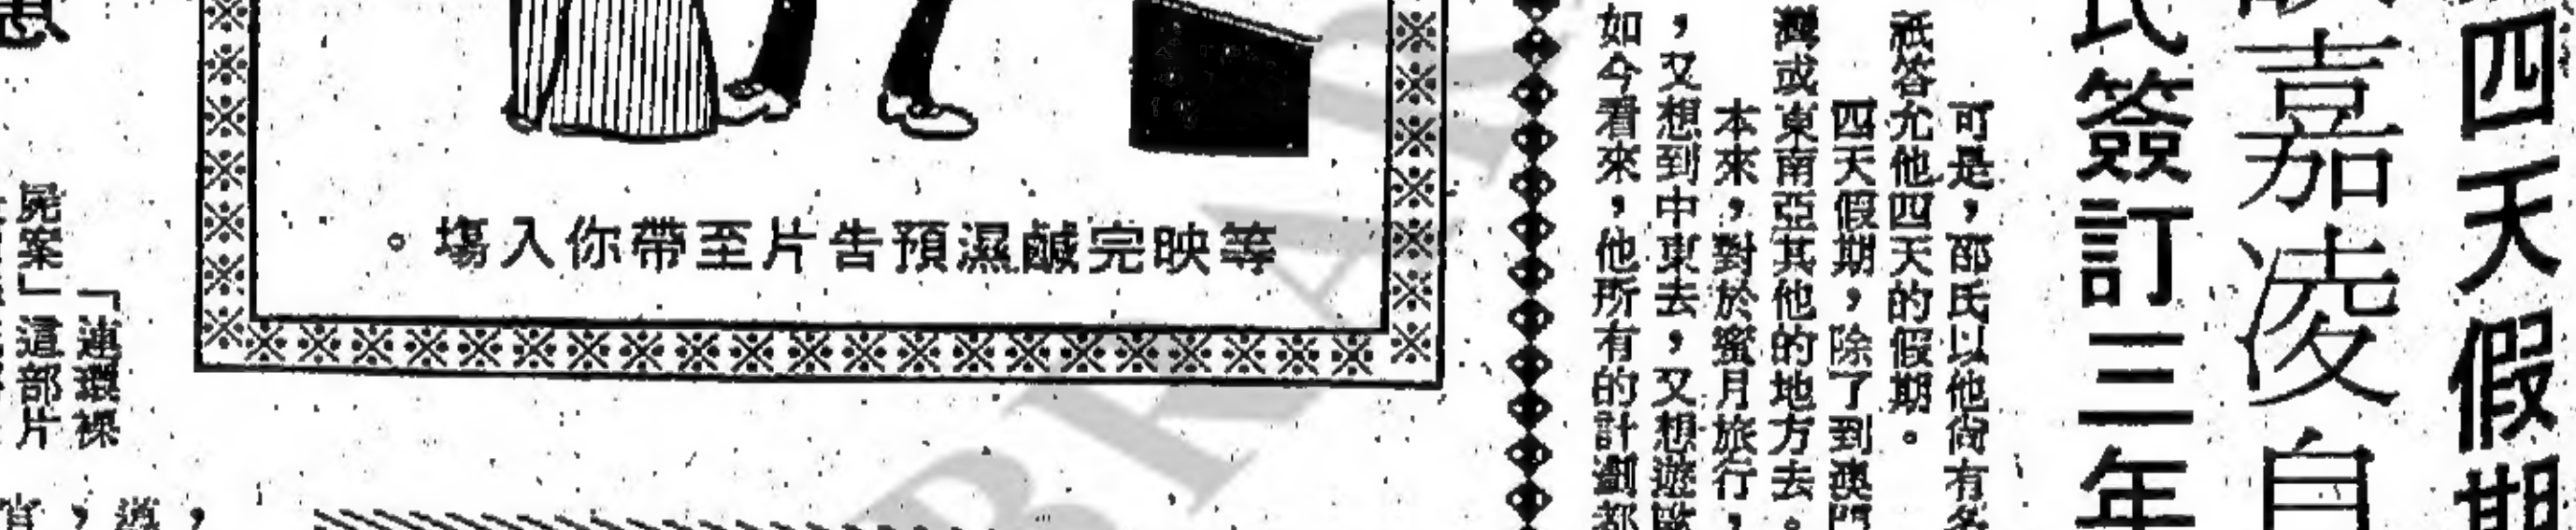 四天假期
嘉凌自
氏簽訂三年
可是，邵氏以他尚有多
祇答允他四天的假期。
四天假期，除了到澳門
灣或東南亞其他的地方去。
本來，對於蜜月旅行，
，又想到中東去，又想遊歐
如今看來，他所有的計劃都
等映完鹹濕預告片至帶你入場。
「連環裸
屍案」這部片
，導
，肯